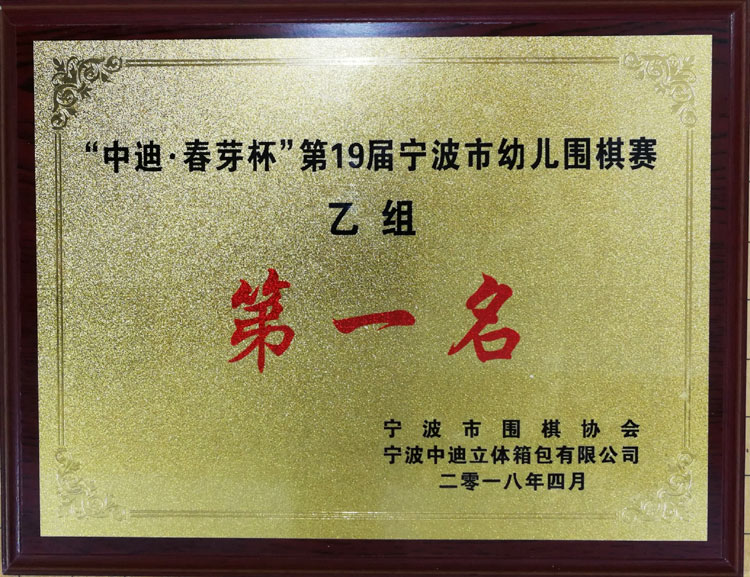 “中迪·春芽杯”第19届宁波市幼儿围棋赛
乙组
第一名
宁波市围棋协会
宁波中迪立体箱包有限公司
二零一八年四月